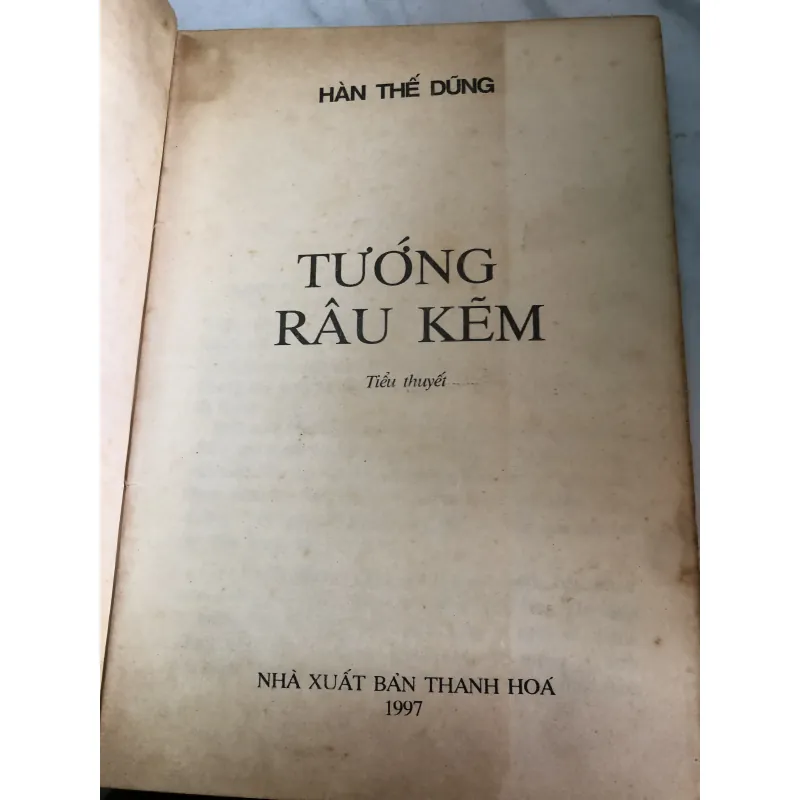 HÀN THẾ DŨNG
TƯỚNG
RÂU KẼM
Tiểu thuyết
NHÀ XUẤT BẢN THANH HOÁ
1997